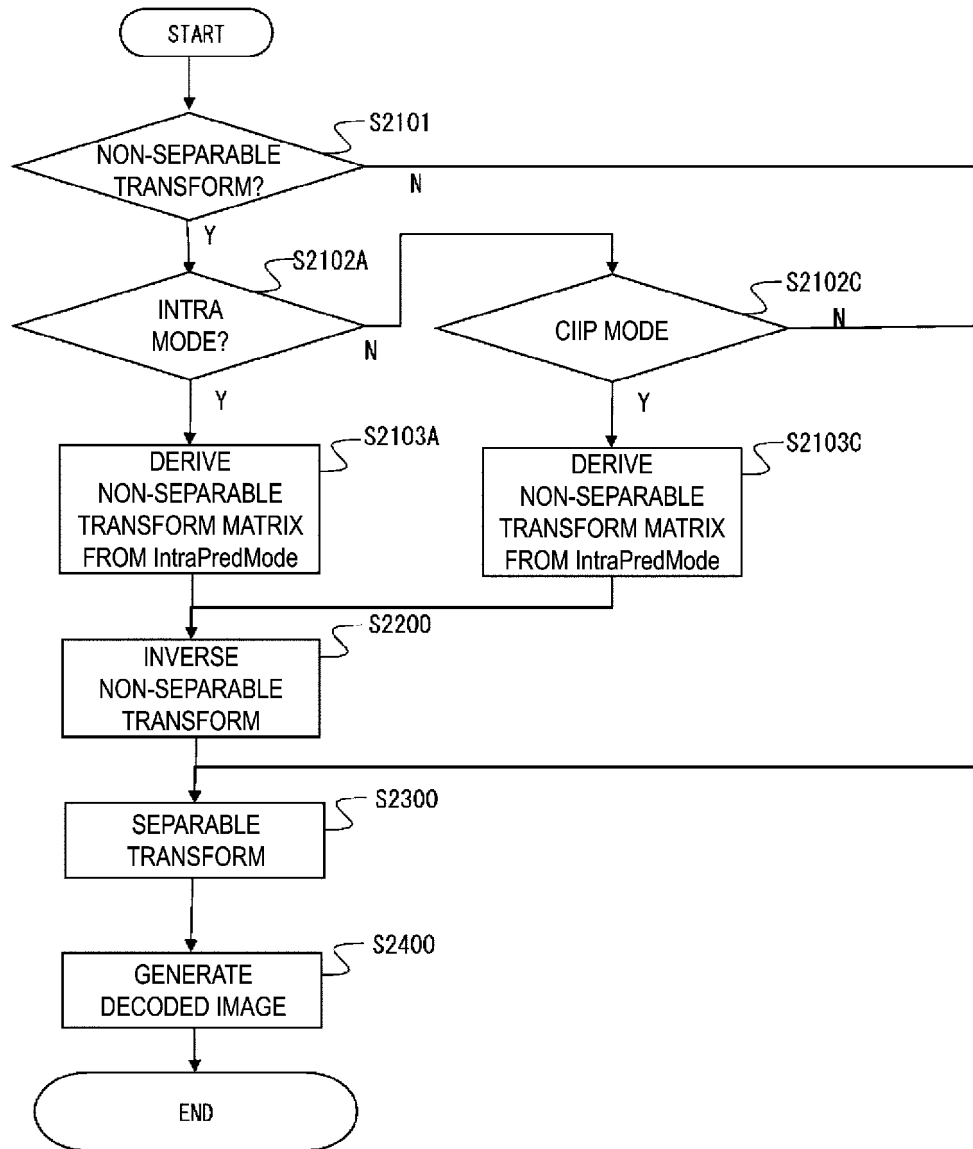 START
S2101
NON-SEPARABLE
TRANSFORM?
N
Y
S2102A
INTRA
MODE?
N
Y
S2102C
CIIP MODE
N
Y
S2103A
DERIVE
NON-SEPARABLE
TRANSFORM MATRIX
FROM IntraPredMode
S2103C
DERIVE
NON-SEPARABLE
TRANSFORM MATRIX
FROM IntraPredMode
S2200
INVERSE
NON-SEPARABLE
TRANSFORM
S2300
SEPARABLE
TRANSFORM
S2400
GENERATE
DECODED IMAGE
END